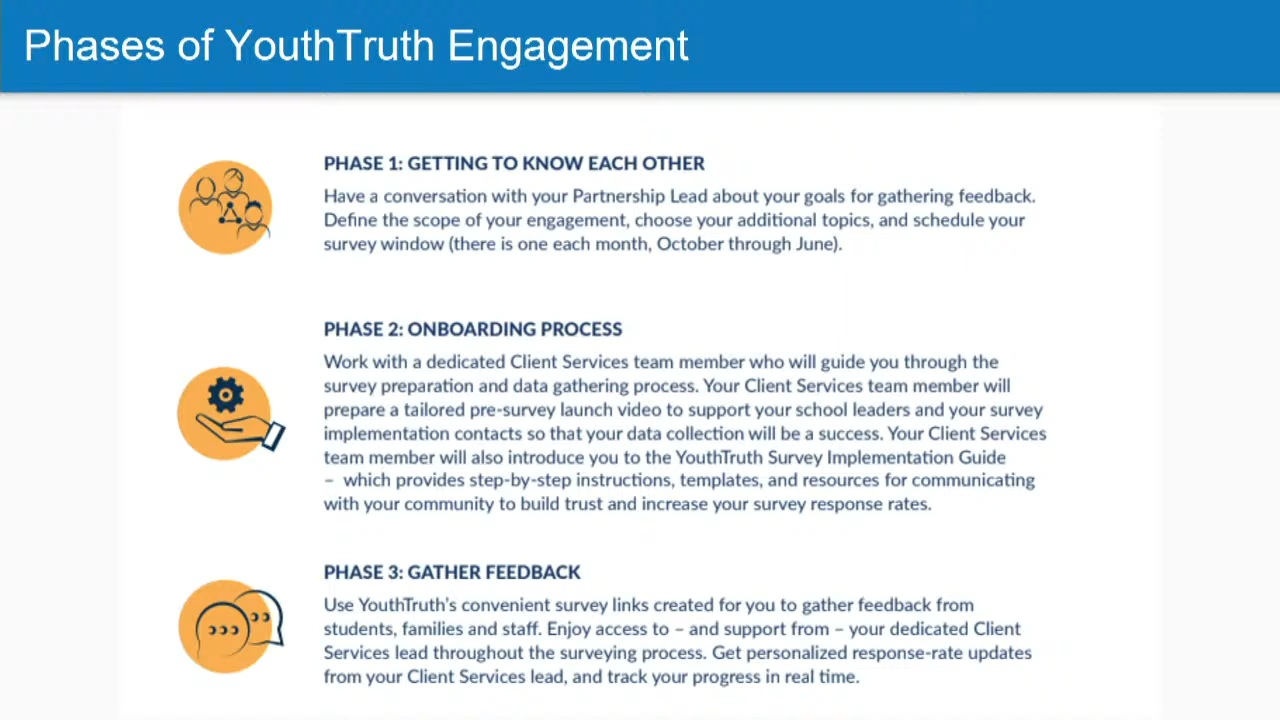 Phases of YouthTruth Engagement
PHASE 1: GETTING TO KNOW EACH OTHER
Have a conversation with your Partnership Lead about your goals for gathering feedback.
Define the scope of your engagement, choose your additional topics, and schedule your
survey window (there is one each month, October through June).
PHASE 2: ONBOARDING PROCESS
Work with a dedicated Client Services team member who will guide you through the
survey preparation and data gathering process. Your Client Services team member will
prepare a tailored pre-survey launch video to support your school leaders and your survey
implementation contacts so that your data collection will be a success. Your Client Services
team member will also introduce you to the YouthTruth Survey Implementation Guide
– which provides step-by-step instructions, templates, and resources for communicating
with your community to build trust and increase your survey response rates.
PHASE 3: GATHER FEEDBACK
Use YouthTruth’s convenient survey links created for you to gather feedback from
students, families and staff. Enjoy access to – and support from – your dedicated Client
Services lead throughout the surveying process. Get personalized response-rate updates
from your Client Services lead, and track your progress in real time.